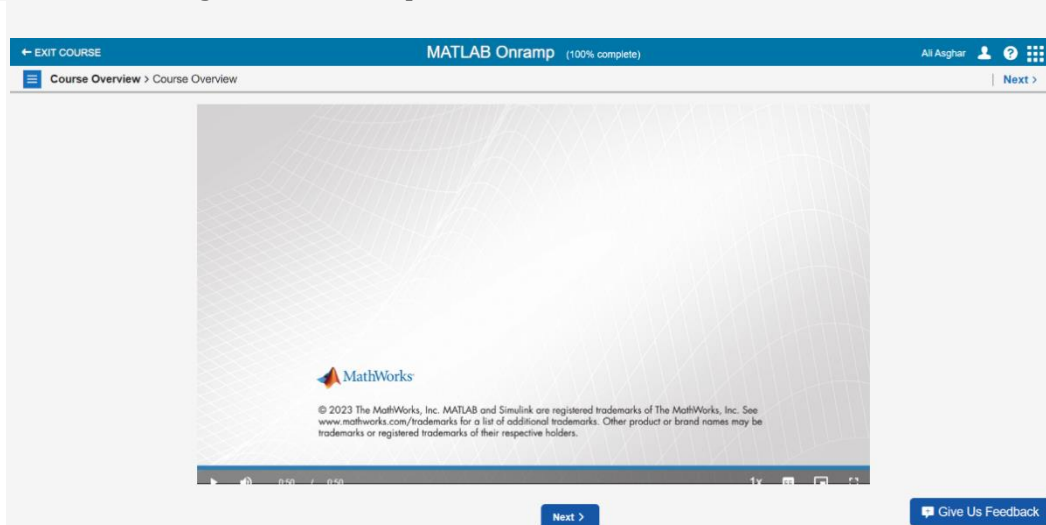 ← EXIT COURSE MATLAB Onramp (100% complete) Ali Asghar
Course Overview > Course Overview Next >
MathWorks
© 2023 The MathWorks, Inc. MATLAB and Simulink are registered trademarks of The MathWorks, Inc. See
www.mathworks.com/trademarks for a list of additional trademarks. Other product or brand names may be
trademarks or registered trademarks of their respective holders.
0:50 / 0:50 1x
Next >
Give Us Feedback